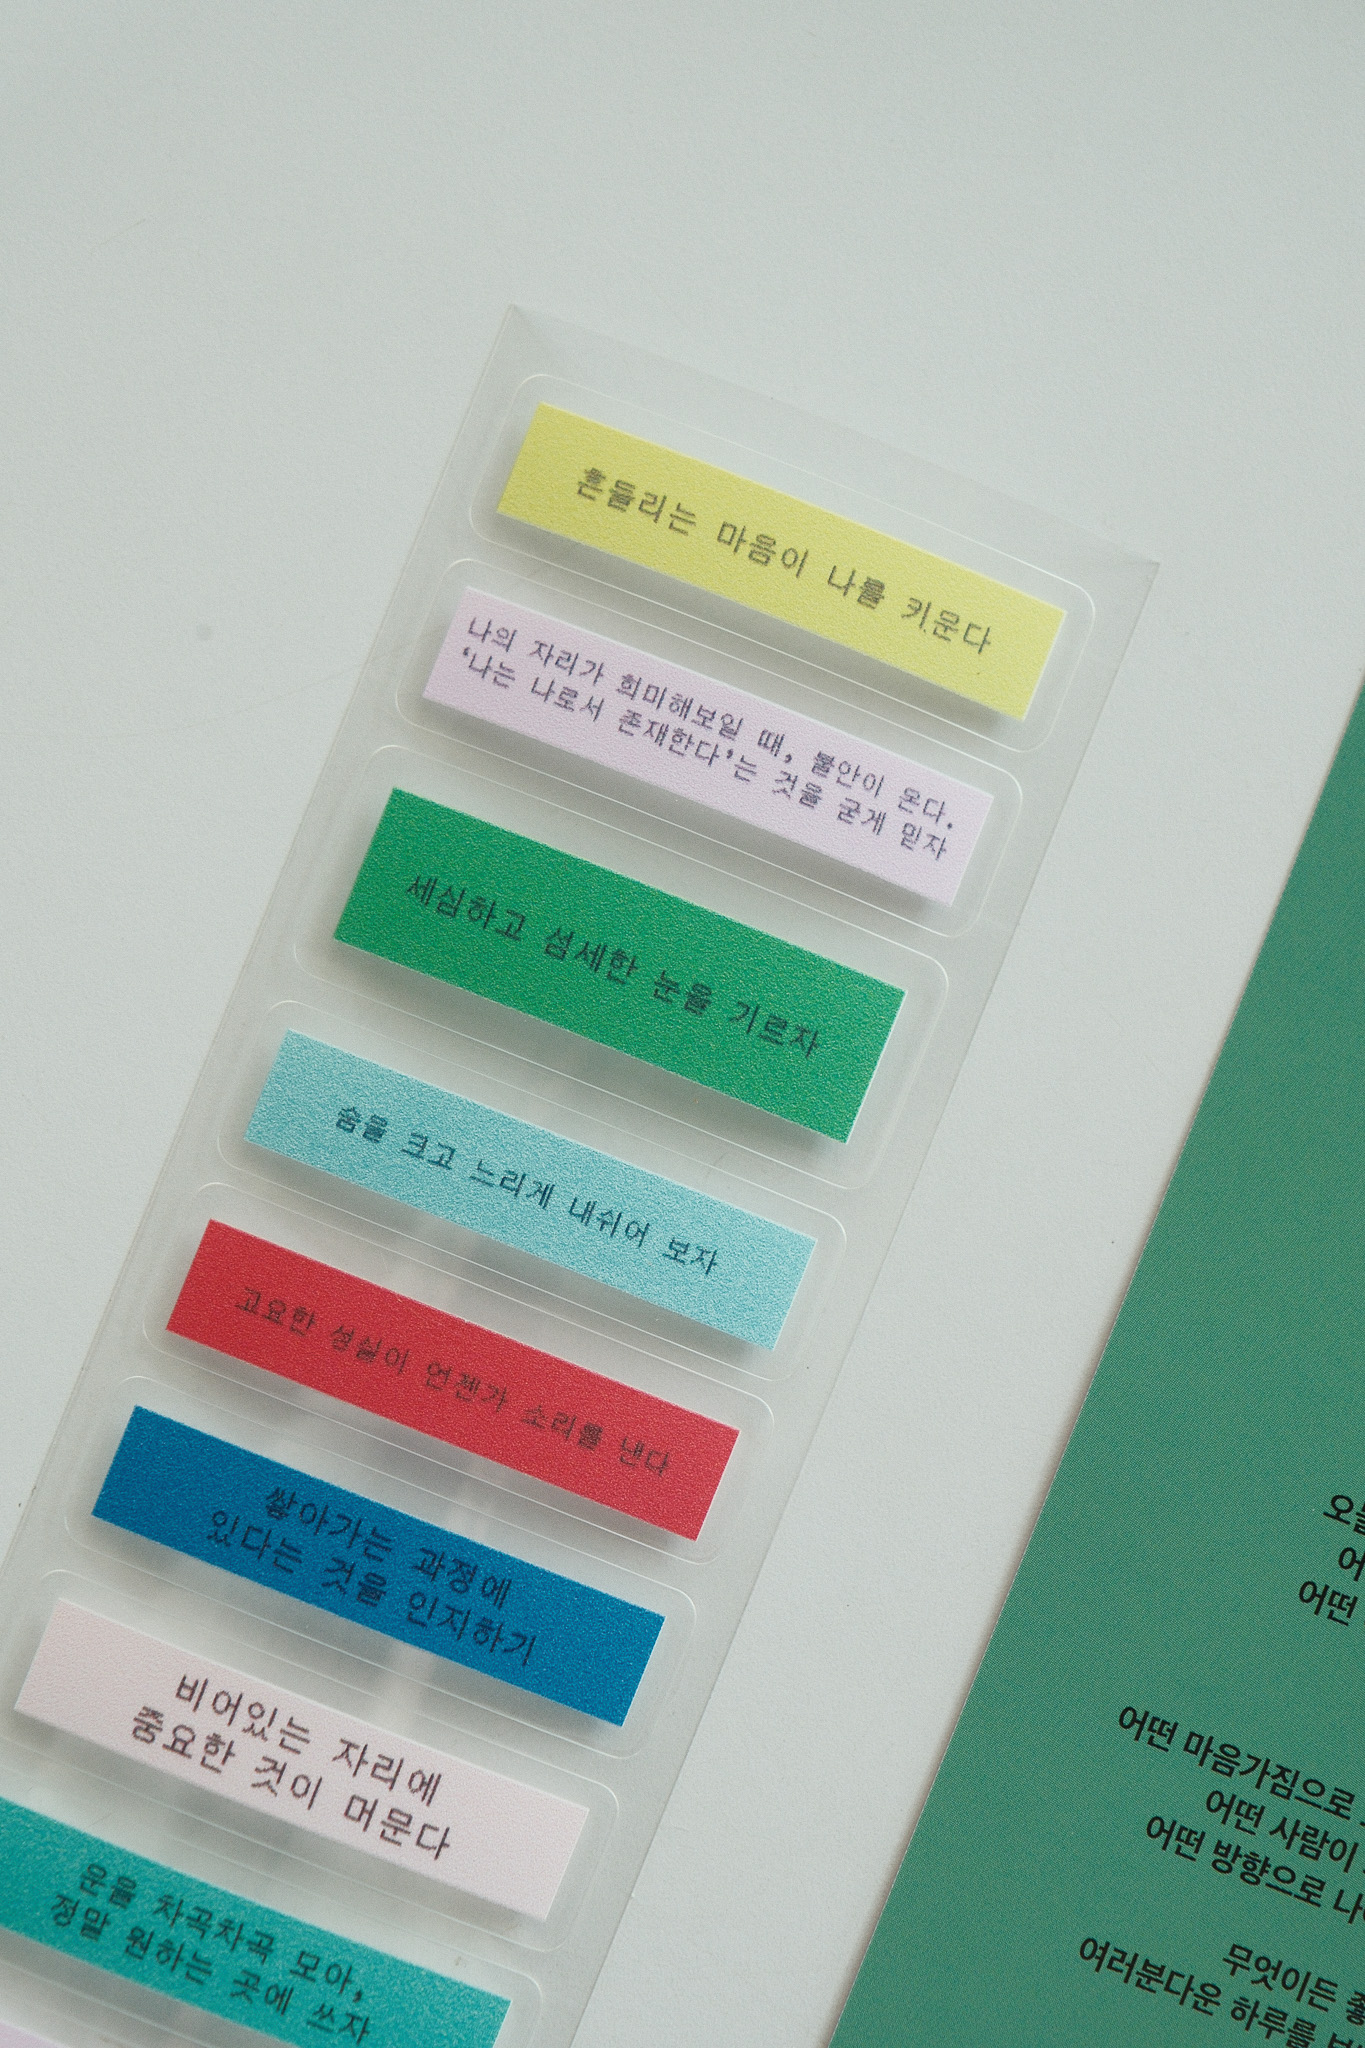 흔들리는 마음이 나를 키운다
나의 자리가 희미해보일 때, 불안이 온다.
‘나는 나로서 존재한다’는 것을 굳게 믿자
세심하고 섬세한 눈을 기르자
숨을 크고 느리게 내쉬어 보자
고요한 성실이 언젠가 소리를 낸다
쌓아가는 과정에
있다는 것을 인지하기
비어있는 자리에
중요한 것이 머문다
운을 차곡차곡 모아,
정말 원하는 곳에 쓰자
어떤
어떤 마음가짐으로
어떤 사람이
어떤 방향으로
무엇이든
여러분다운 하루를